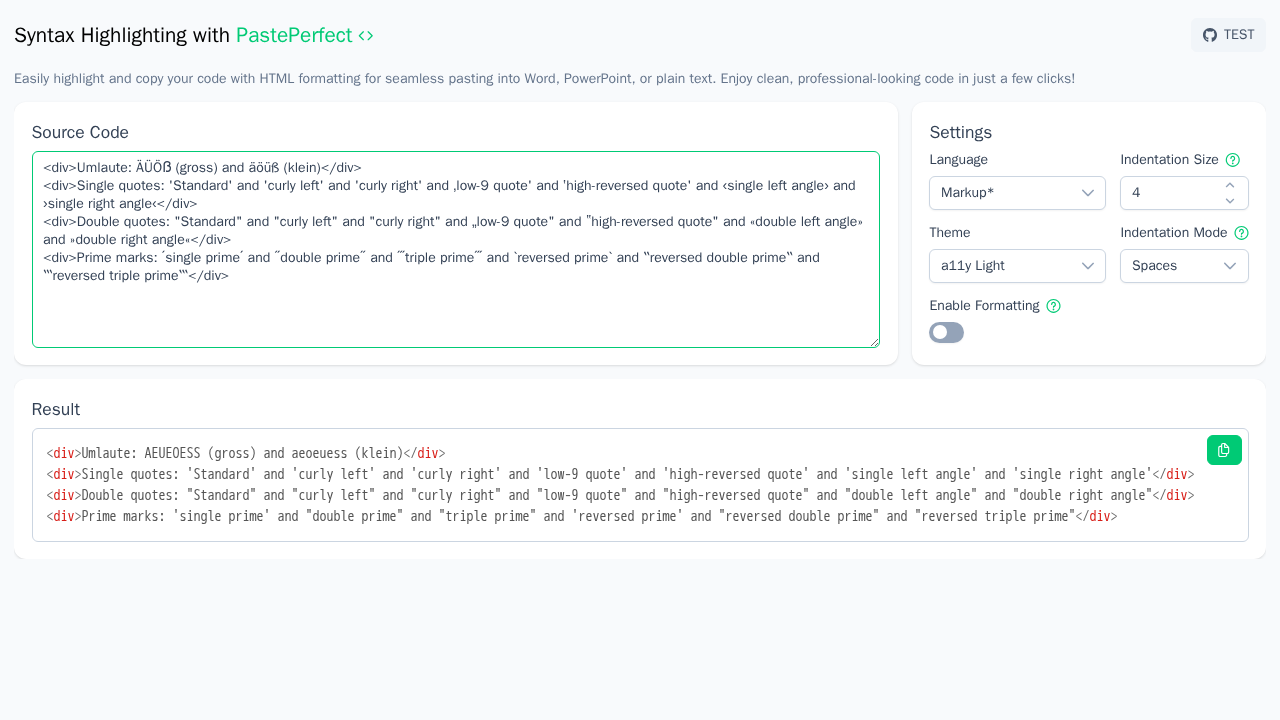 Syntax Highlighting with PastePerfect <>
TEST
Easily highlight and copy your code with HTML formatting for seamless pasting into Word, PowerPoint, or plain text. Enjoy clean, professional-looking code in just a few clicks!
Source Code
<div>Umlaute: ÄÜÖẞ (gross) and äöüß (klein)</div>
<div>Single quotes: 'Standard' and 'curly left' and 'curly right' and ‚low-9 quote' and ‛high-reversed quote' and ‹single left angle› and
›single right angle‹</div>
<div>Double quotes: "Standard" and "curly left" and "curly right" and „low-9 quote" and ‟high-reversed quote" and «double left angle»
and »double right angle«</div>
<div>Prime marks: ′single prime′ and ″double prime″ and ‴triple prime‴ and ‵reversed prime‵ and ‶reversed double prime‶ and
‷reversed triple prime‷</div>
Settings
Language
Indentation Size
Markup*
4
Theme
Indentation Mode
a11y Light
Spaces
Enable Formatting
Result
<div>Umlaute: AEUEOESS (gross) and aeoeuess (klein)</div>
<div>Single quotes: 'Standard' and 'curly left' and 'curly right' and 'low-9 quote' and 'high-reversed quote' and 'single left angle' and 'single right angle'</div>
<div>Double quotes: "Standard" and "curly left" and "curly right" and "low-9 quote" and "high-reversed quote" and "double left angle" and "double right angle"</div>
<div>Prime marks: 'single prime' and "double prime" and "triple prime" and 'reversed prime' and "reversed double prime" and "reversed triple prime"</div>